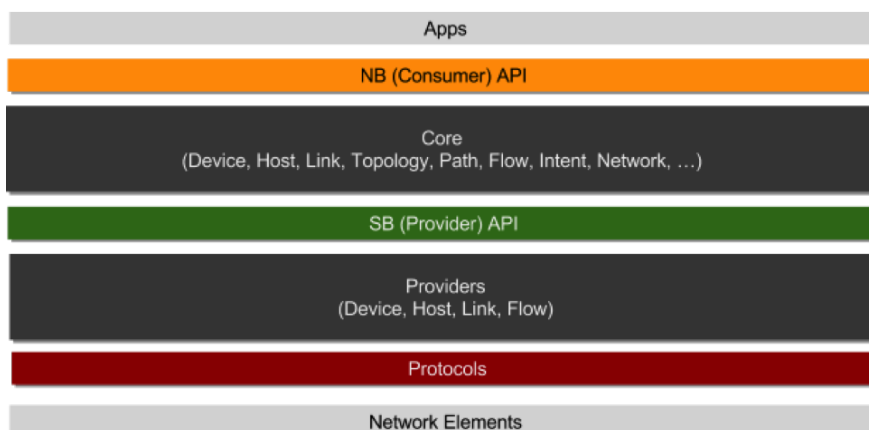 Apps
NB (Consumer) API
Core
(Device, Host, Link, Topology, Path, Flow, Intent, Network, …)
SB (Provider) API
Providers
(Device, Host, Link, Flow)
Protocols
Network Elements